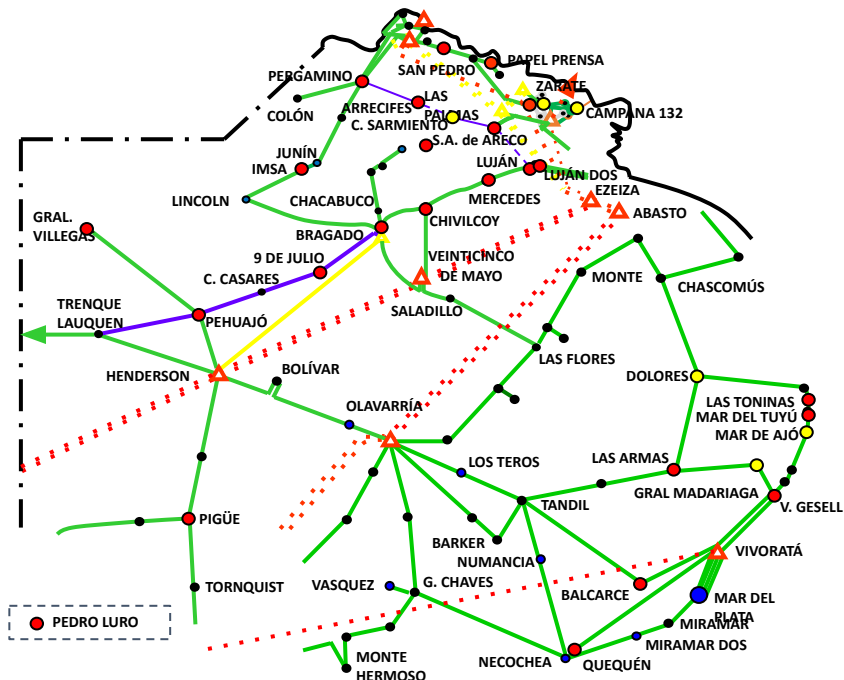 PAPEL PRENSA
SAN PEDRO
PERGAMINO
ZARATE
LAS
PALMAS
COLÓN
ARRECIFES
CAMPANA 132
C. SARMIENTO
S.A. de ARECO
JUNÍN
IMSA
LUJÁN
LUJÁN DOS
MERCEDES
EZEIZA
LINCOLN
CHACABUCO
ABASTO
GRAL.
VILLEGAS
CHIVILCOY
BRAGADO
9 DE JULIO
VEINTICINCO
DE MAYO
C. CASARES
MONTE
CHASCOMÚS
TRENQUE
LAUQUEN
SALADILLO
PEHUAJÓ
LAS FLORES
HENDERSON
BOLÍVAR
DOLORES
OLAVARRÍA
LAS TONINAS
MAR DEL TUYÚ
MAR DE AJÓ
LOS TEROS
LAS ARMAS
GRAL MADARIAGA
V. GESELL
TANDIL
PIGÜE
BARKER
NUMANCIA
VIVORATÁ
TORNQUIST
VASQUEZ
G. CHAVES
BALCARCE
MAR DEL
PLATA
PEDRO LURO
MIRAMAR
MIRAMAR DOS
MONTE
HERMOSO
NECOCHEA
QUEQUÉN